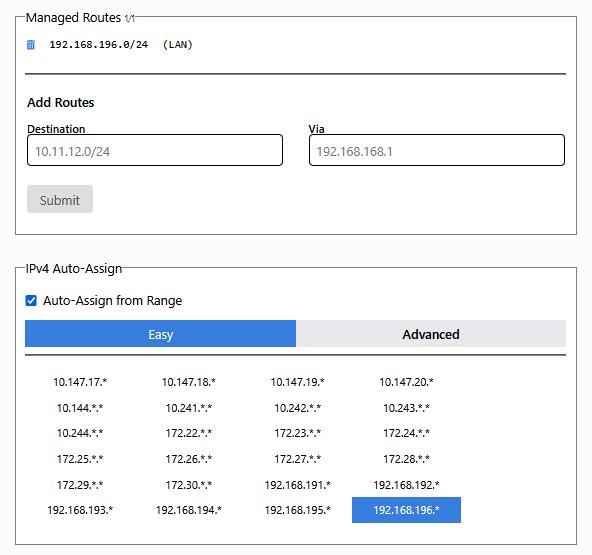 Managed Routes 1/1
192.168.196.0/24 (LAN)
Add Routes
Destination Via
10.11.12.0/24 192.168.168.1
Submit
IPv4 Auto-Assign
Auto-Assign from Range
Easy Advanced
10.147.17.* 10.147.18.* 10.147.19.* 10.147.20.*
10.144.*.* 10.241.*.* 10.242.*.* 10.243.*.*
10.244.*.* 172.22.*.* 172.23.*.* 172.24.*.*
172.25.*.* 172.26.*.* 172.27.*.* 172.28.*.*
172.29.*.* 172.30.*.* 192.168.191.* 192.168.192.*
192.168.193.* 192.168.194.* 192.168.195.* 192.168.196.*